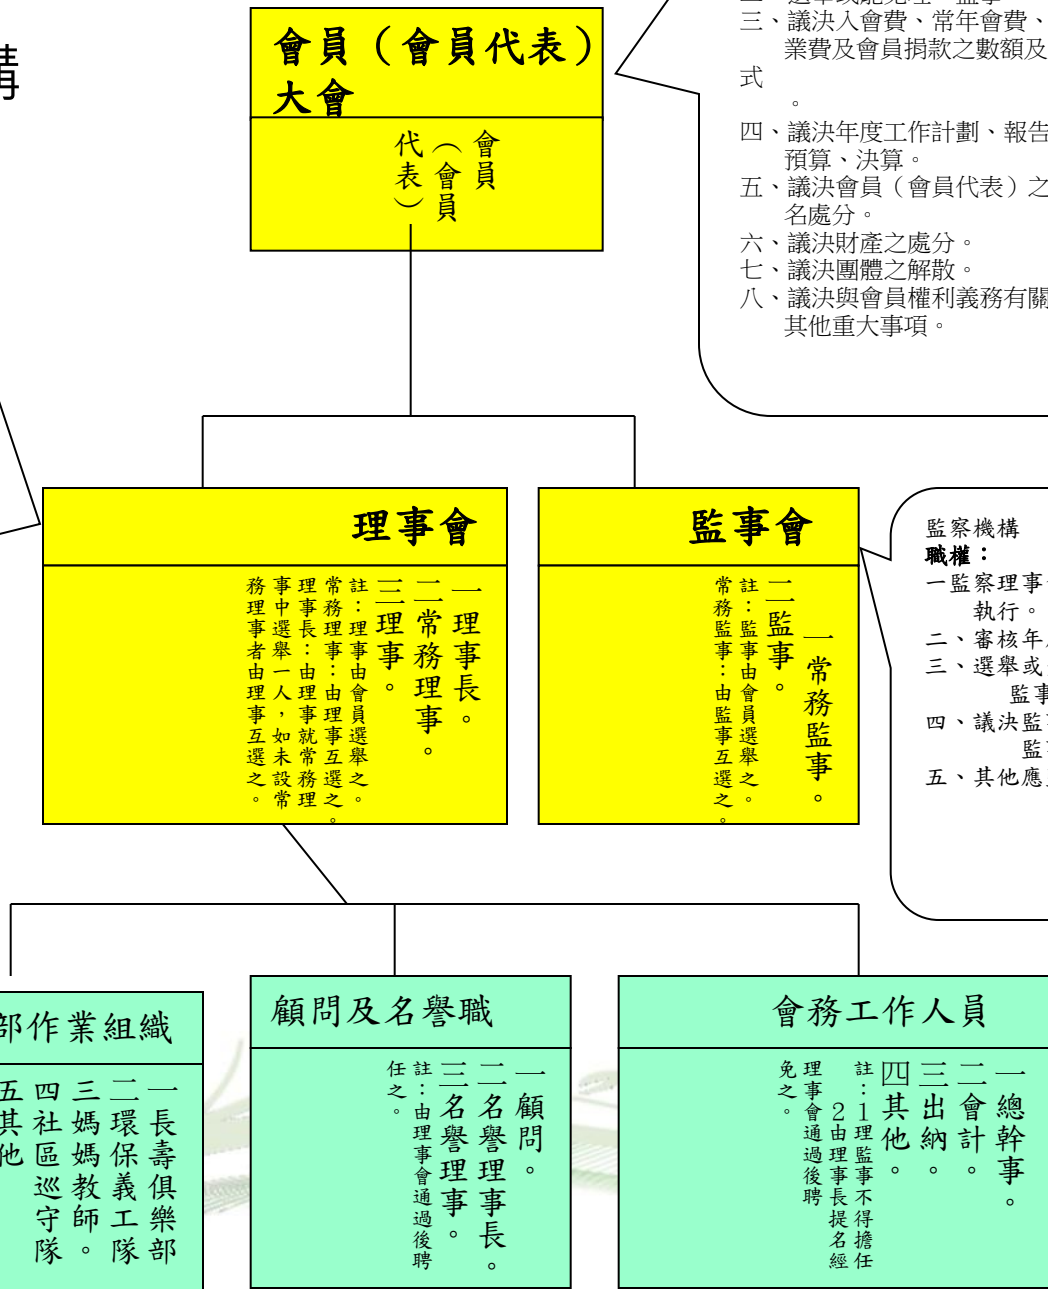 構
會員（會員代表）
大會
會員
（會員
代表）
三、議決入會費、常年會費、
業費及會員捐款之數額及
式
。
四、議決年度工作計劃、報告
預算、決算。
五、議決會員（會員代表）之
名處分。
六、議決財產之處分。
七、議決團體之解散。
八、議決與會員權利義務有關
其他重大事項。
理事會
一理事長。
二常務理事。
三理事。
註：理事由會員選舉之。
常務理事：由理事互選之。
理事長：由理事就常務理
事中選舉一人，如未設常
務理事者由理事互選之。
監事會
一常務監事。
二監事。
註：監事由會員選舉之。
常務監事：由監事互選之。
監察機構
職權：
一監察理事
執行。
二、審核年
三、選舉或
監事
四、議決監
監
五、其他應
部作業組織
一長壽俱樂部
二環保義工隊
三媽媽教師。
四社區巡守隊
五其他
顧問及名譽職
一顧問。
二名譽理事長。
三名譽理事。
註：由理事會通過後聘
任之。
會務工作人員
一總幹事。
二會計。
三出納。
四其他。
註：1理監事不得擔任
2由理事長提名經
理事會通過後聘
免之。